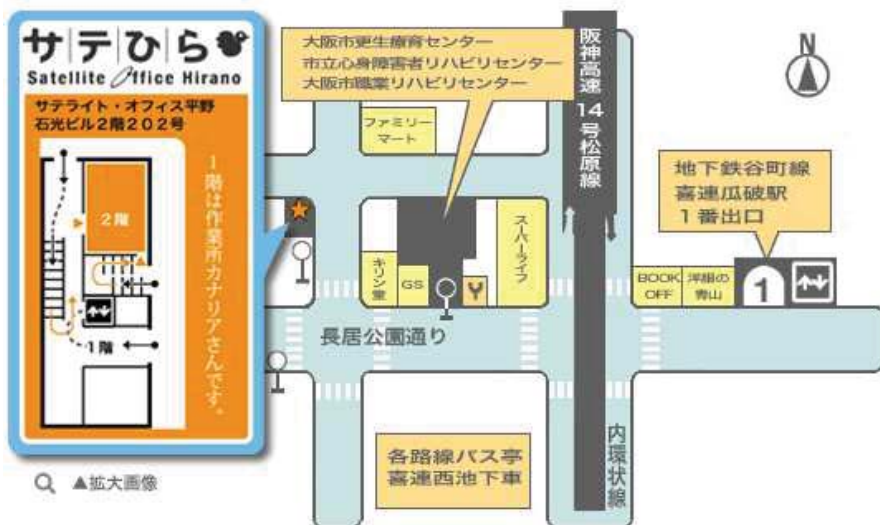 サテひら
Satellite Office Hirano
サテライト・オフィス平野
石光ビル2階202号
2階
1階
1階は作業所カナリアさんです。
▲拡大画像
大阪市更生療育センター
市立心身障害者リハビリセンター
大阪市職業リハビリセンター
ファミリー
マート
阪神高速14号松原線
N
地下鉄谷町線
喜連瓜破駅
1番出口
キリン堂
GS
スーパーライフ
BOOK
OFF
洋服の
青山
1
長居公園通り
各路線バス亭
喜連西池下車
内環状線